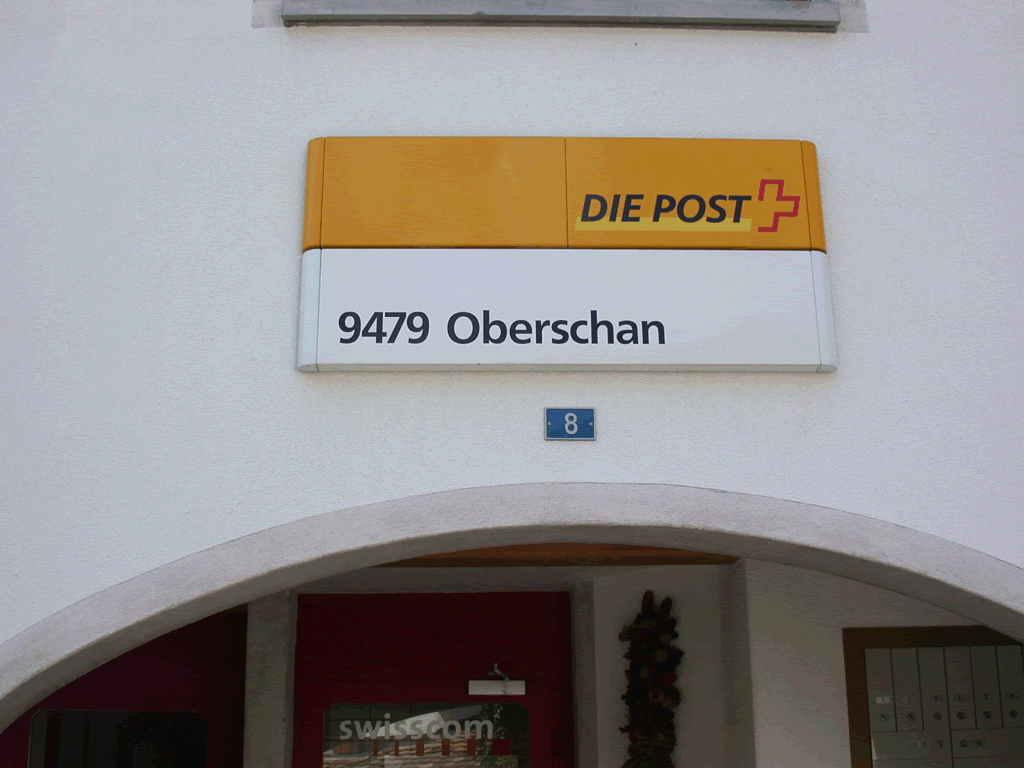 DIE POST
9479 Oberschan
8
swisscom